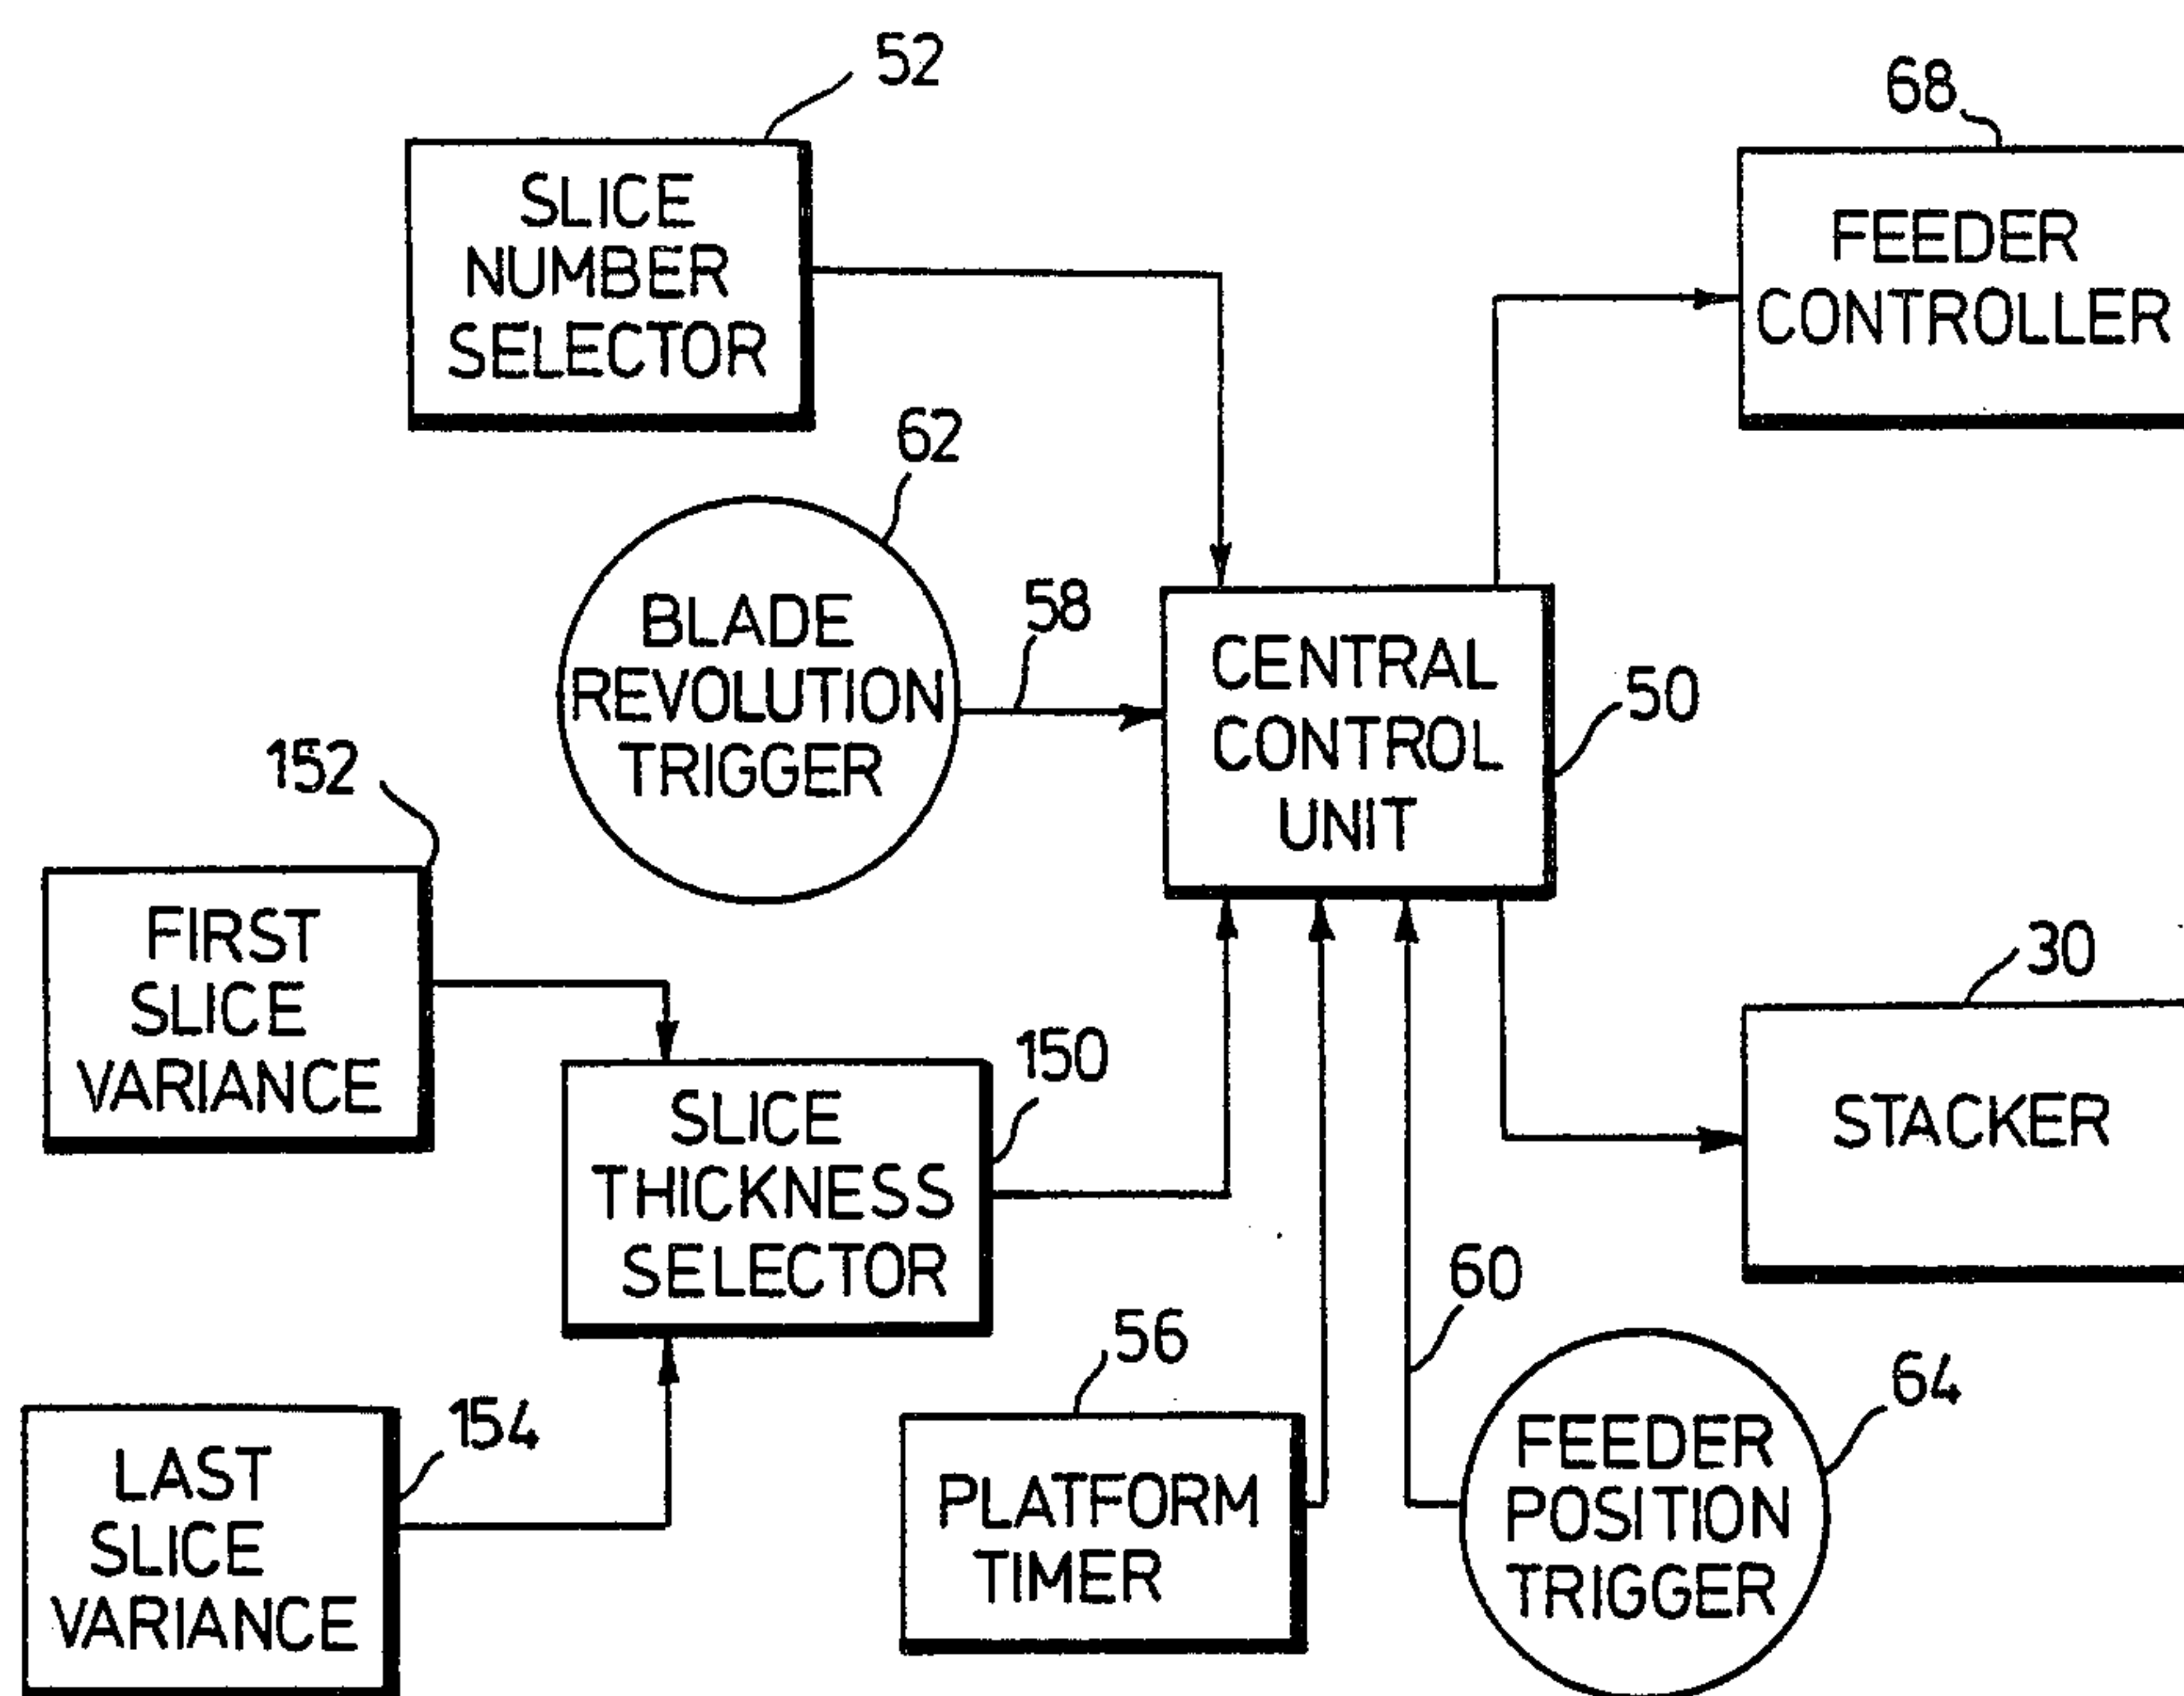 52
SLICE
NUMBER
SELECTOR
68
FEEDER
CONTROLLER
62
BLADE
REVOLUTION
TRIGGER
58
CENTRAL
CONTROL
UNIT
50
152
FIRST
SLICE
VARIANCE
150
SLICE
THICKNESS
SELECTOR
30
STACKER
154
LAST
SLICE
VARIANCE
56
PLATFORM
TIMER
60
64
FEEDER
POSITION
TRIGGER